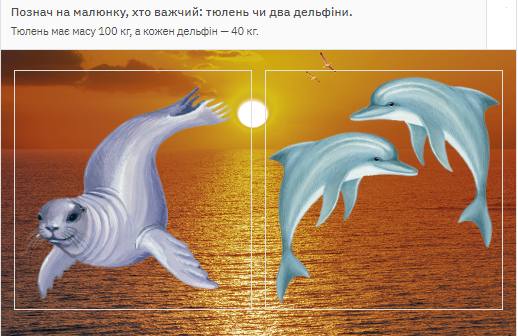 Познач на малюнку, хто важчий: тюлень чи два дельфіни.
Тюлень має масу 100 кг, а кожен дельфін — 40 кг.